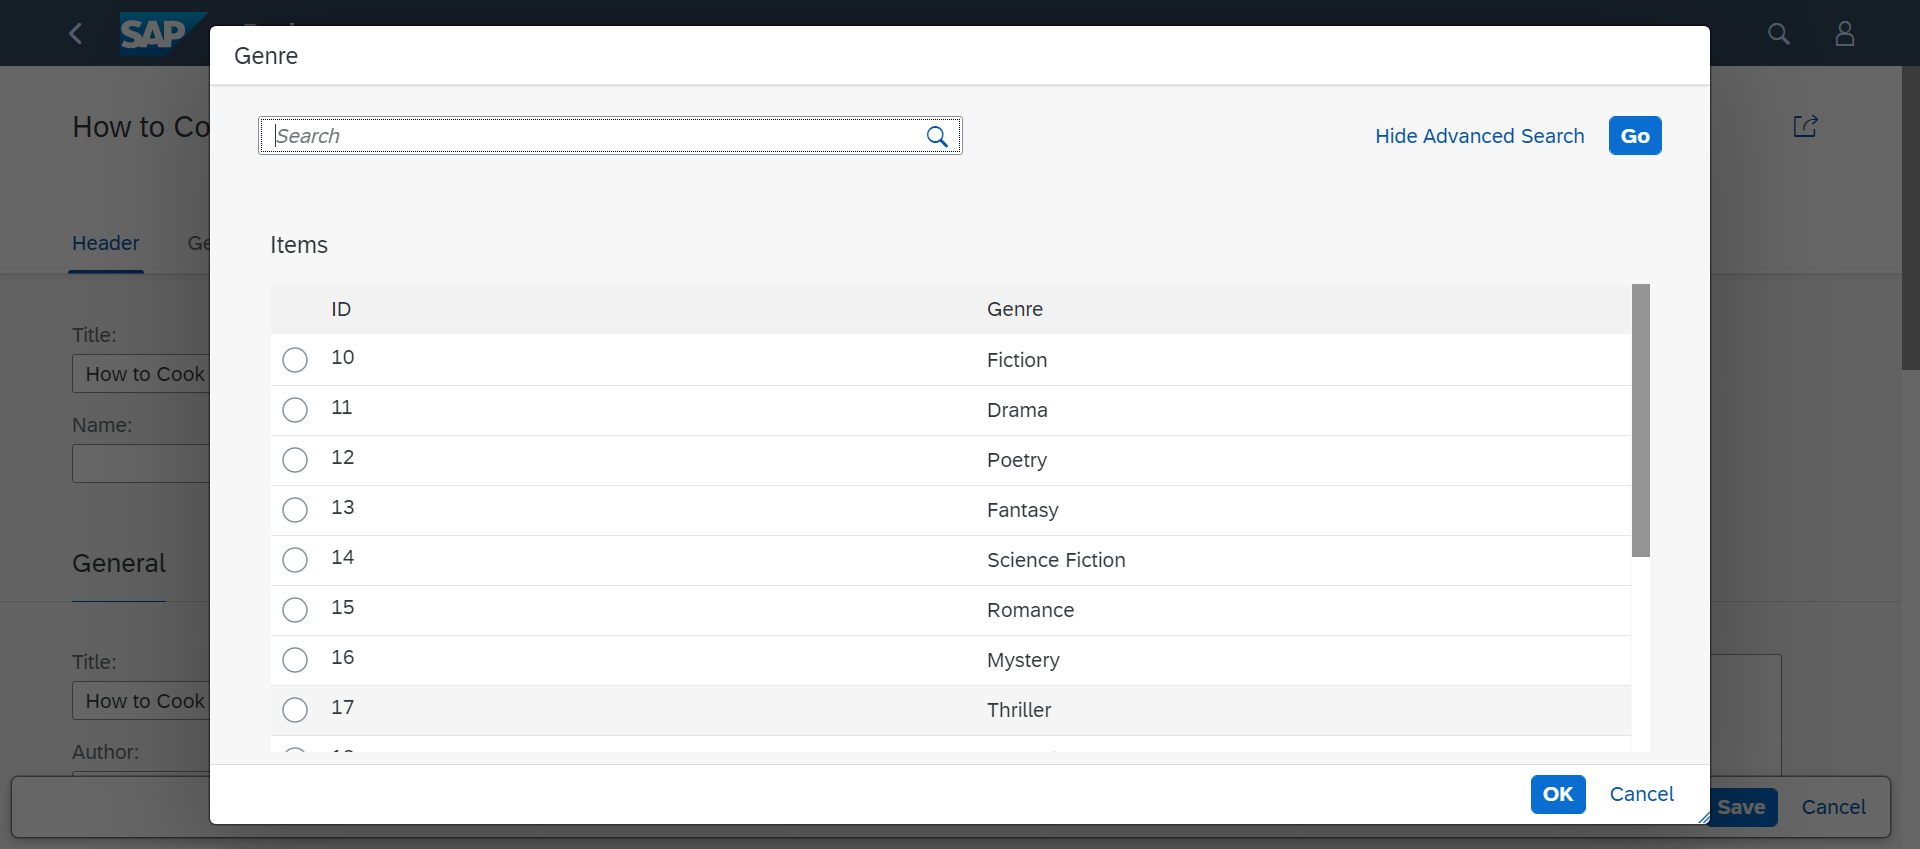 SAP
Genre
How to Co
Search
Hide Advanced Search
Go
Header
Ge
Items
ID
Genre
10
Fiction
11
Drama
12
Poetry
13
Fantasy
14
Science Fiction
15
Romance
16
Mystery
17
Thriller
Title:
How to Cook
Name:
General
Title:
How to Cook
Author:
OK
Cancel
Save
Cancel